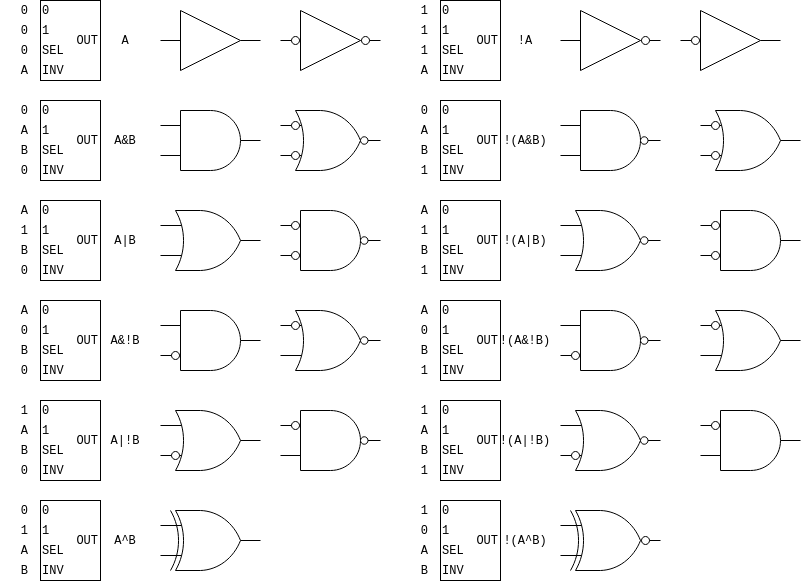 0 0 1 0
0 1 1 1
OUT A OUT !A
0 SEL 1 SEL
A INV A INV
0 0 0 0
A 1 A 1
OUT A&B OUT !(A&B)
B SEL B SEL
0 INV 1 INV
A 0 A 0
1 1 1 1
OUT A|B OUT !(A|B)
B SEL B SEL
0 INV 1 INV
A 0 A 0
0 1 0 1
OUT A&!B OUT !(A&!B)
B SEL B SEL
0 INV 1 INV
1 0 1 0
A 1 A 1
OUT A|!B OUT !(A|!B)
B SEL B SEL
0 INV 1 INV
0 0 1 0
1 1 0 1
OUT A^B OUT !(A^B)
A SEL A SEL
B INV B INV